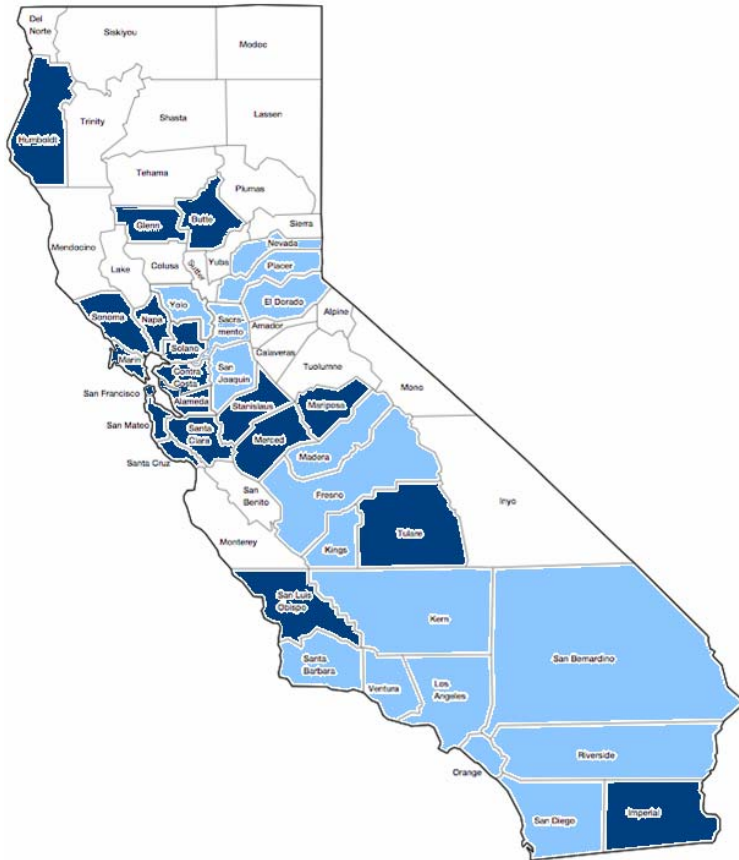 Del
Norte
Siskiyou
Modoc
Humboldt
Trinity
Shasta
Lassen
Tehama
Plumas
Glenn
Butte
Sierra
Mendocino
Nevada
Lake
Colusa
Sutter
Yuba
Placer
El Dorado
Yolo
Sonoma
Napa
Sacra-
mento
Amador
Alpine
Solano
Calaveras
Marin
Tuolumne
Contra
Costa
San
Joaquin
Mono
San Francisco
Alameda
Stanislaus
Mariposa
San Mateo
Santa
Clara
Merced
Santa Cruz
Madera
San
Benito
Fresno
Inyo
Monterey
Kings
Tulare
San Luis
Obispo
Kern
Santa
Barbara
San Bernardino
Ventura
Los
Angeles
Riverside
Orange
San Diego
Imperial